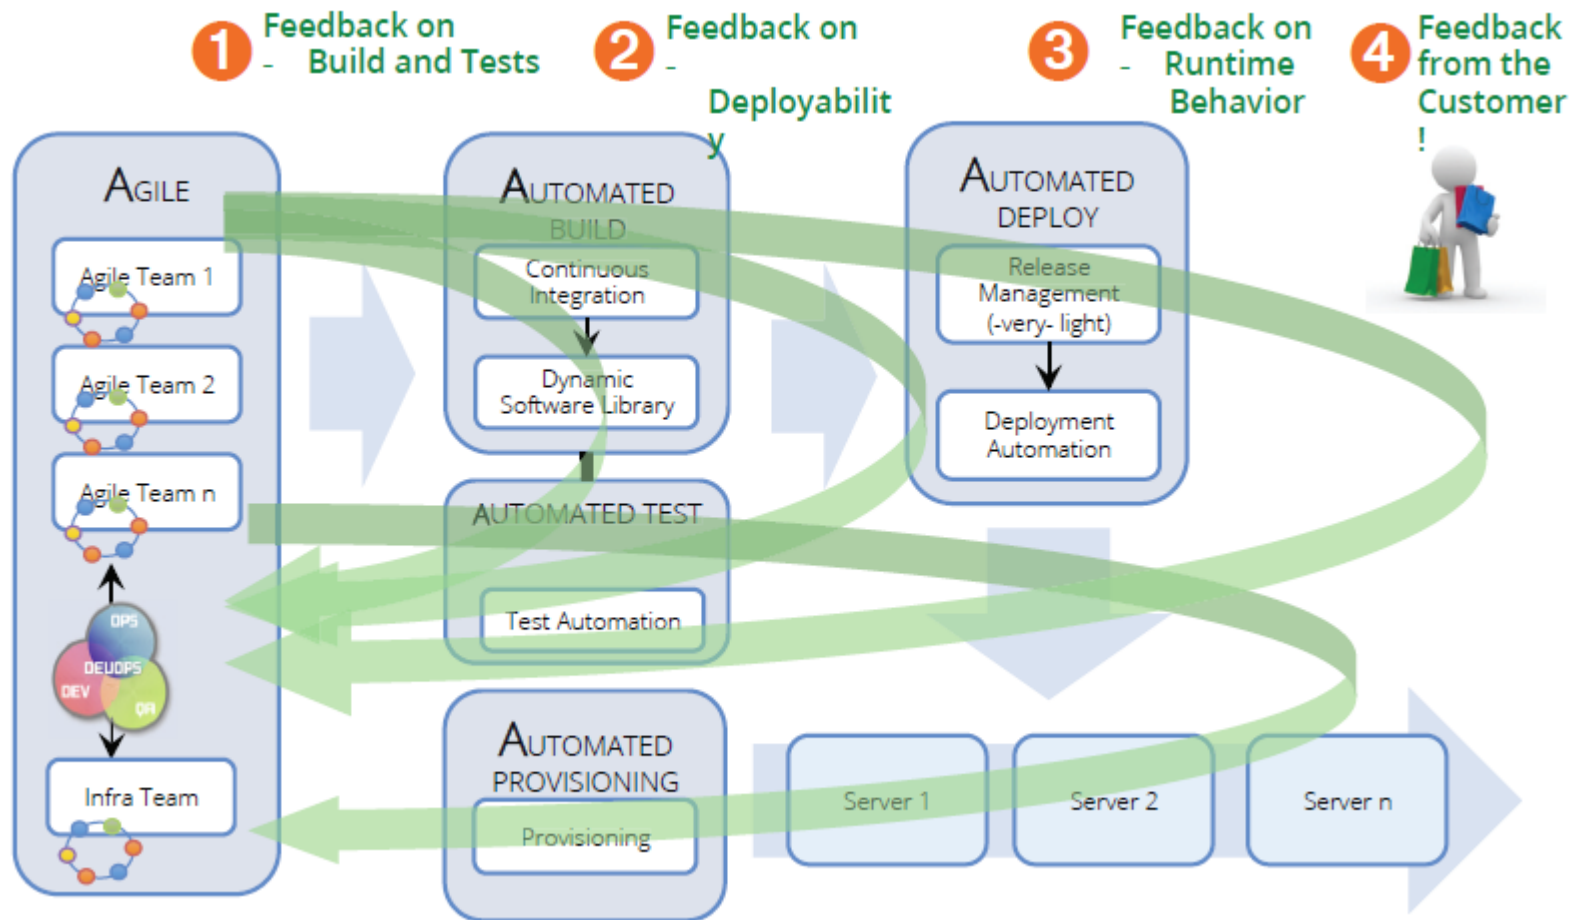 1 Feedback on
- Build and Tests
2 Feedback on
-
Deployabilit
y
3 Feedback on
- Runtime
Behavior
4 Feedback
from the
Customer
!
AGILE
Agile Team 1
Agile Team 2
Agile Team n
OPS
DEVOPS
DEV
QA
Infra Team
AUTOMATED
BUILD
Continuous
Integration
Dynamic
Software Library
AUTOMATED TEST
Test Automation
AUTOMATED
PROVISIONING
Provisioning
AUTOMATED
DEPLOY
Release
Management
(-very- light)
Deployment
Automation
Server 1
Server 2
Server n